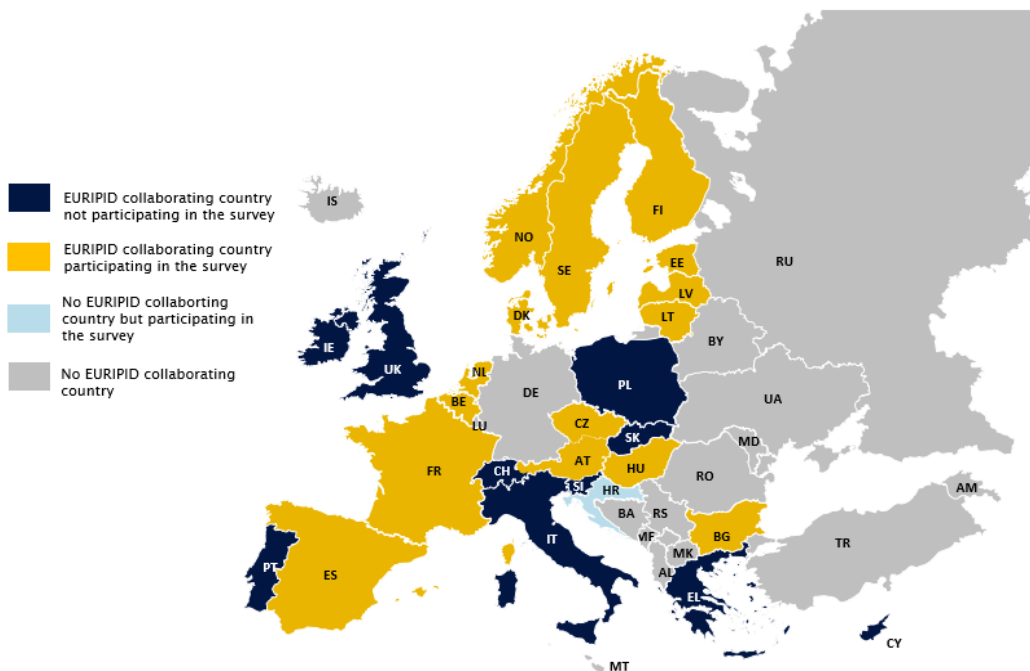 EURIPID collaborating country
not participating in the survey
EURIPID collaborating country
participating in the survey
No EURIPID collaborting
country but participating in
the survey
No EURIPID collaborating
country
IS
FI
NO
SE
RU
EE
LV
LT
DK
BY
IE
UK
NL
PL
BE
DE
UA
LU
CZ
SK
MD
FR
CH
AT
HU
RO
SI
HR
AM
BA
RS
IT
BG
TR
ME
MK
PT
ES
AL
EL
CY
MT